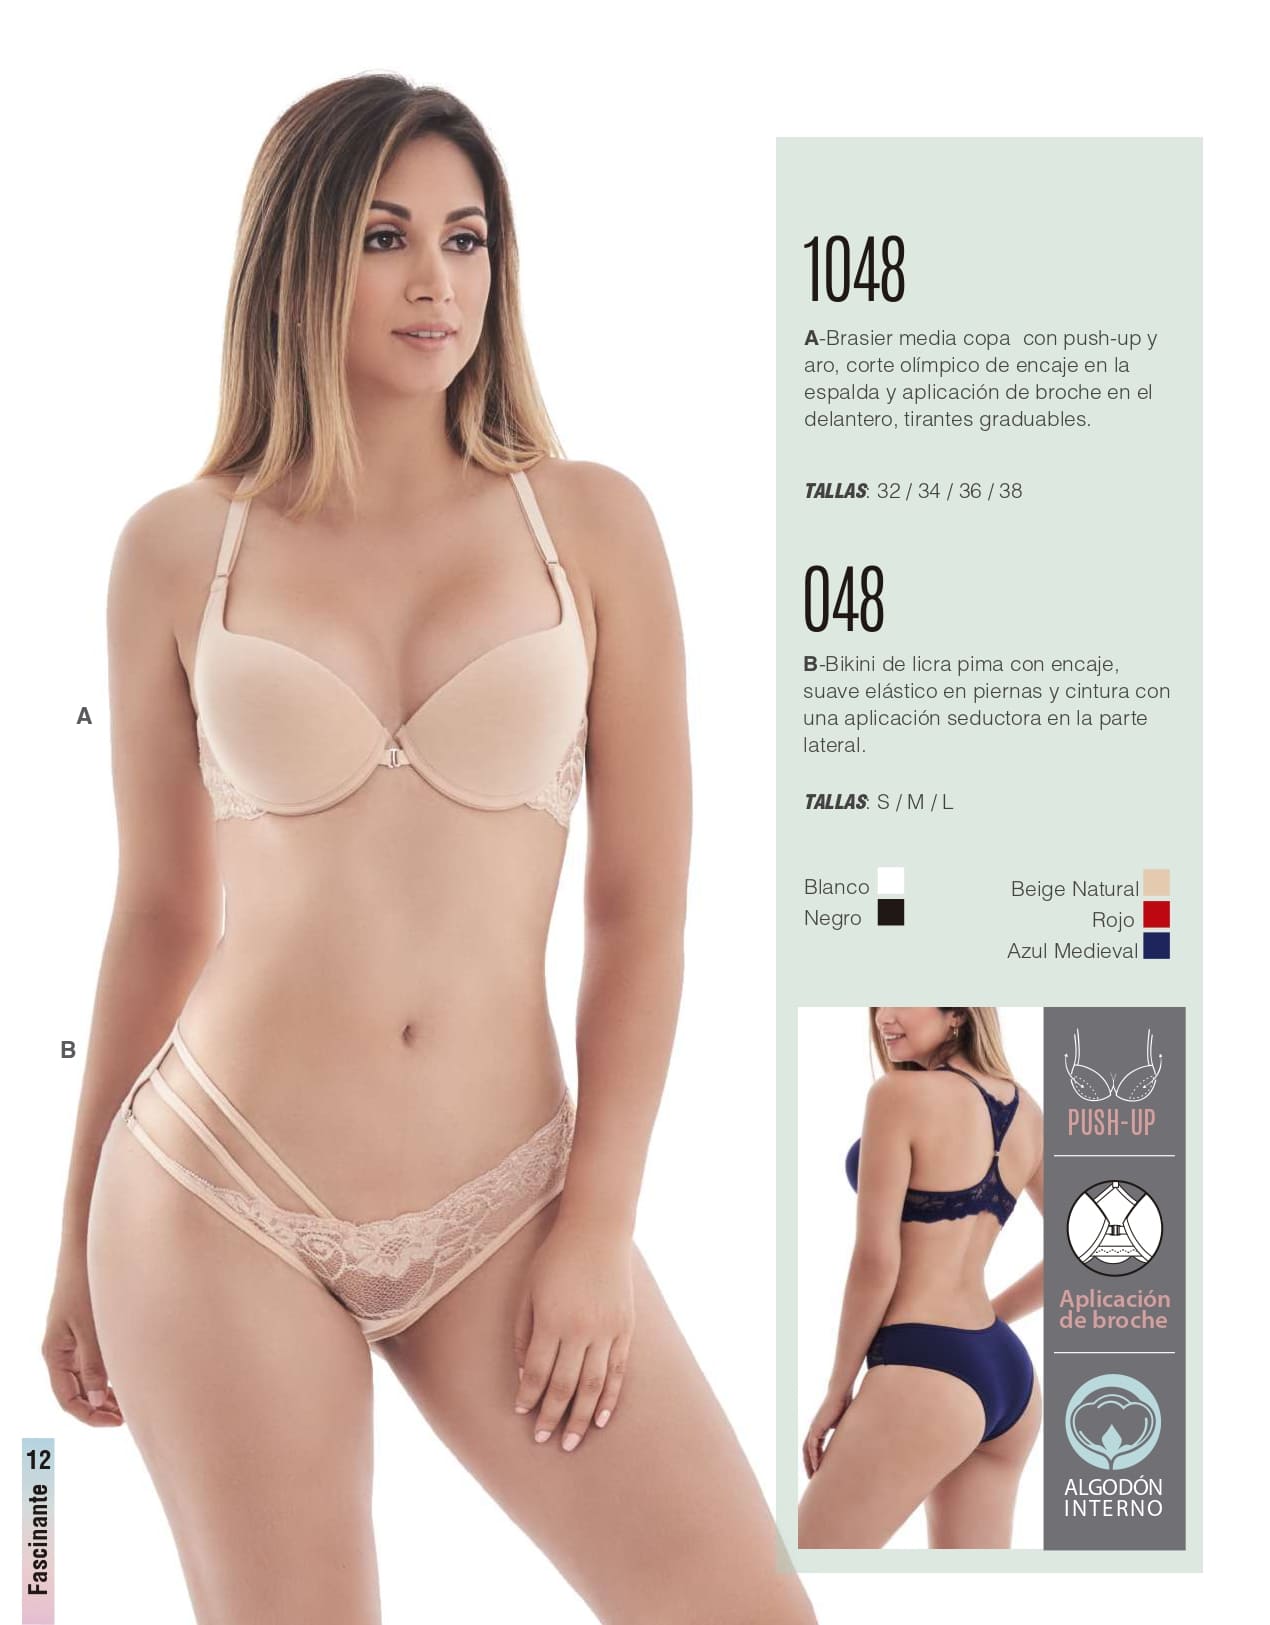 1048
A-Brasier media copa  con push-up y
aro, corte olímpico de encaje en la
espalda y aplicación de broche en el
delantero, tirantes graduables.
TALLAS: 32 / 34 / 36 / 38
048
B-Bikini de licra pima con encaje,
suave elástico en piernas y cintura con
una aplicación seductora en la parte
lateral.
TALLAS: S / M / L
Blanco
Negro
Beige Natural
Rojo
Azul Medieval
A
B
PUSH-UP
Aplicación
de broche
ALGODÓN
INTERNO
12
Fascinante